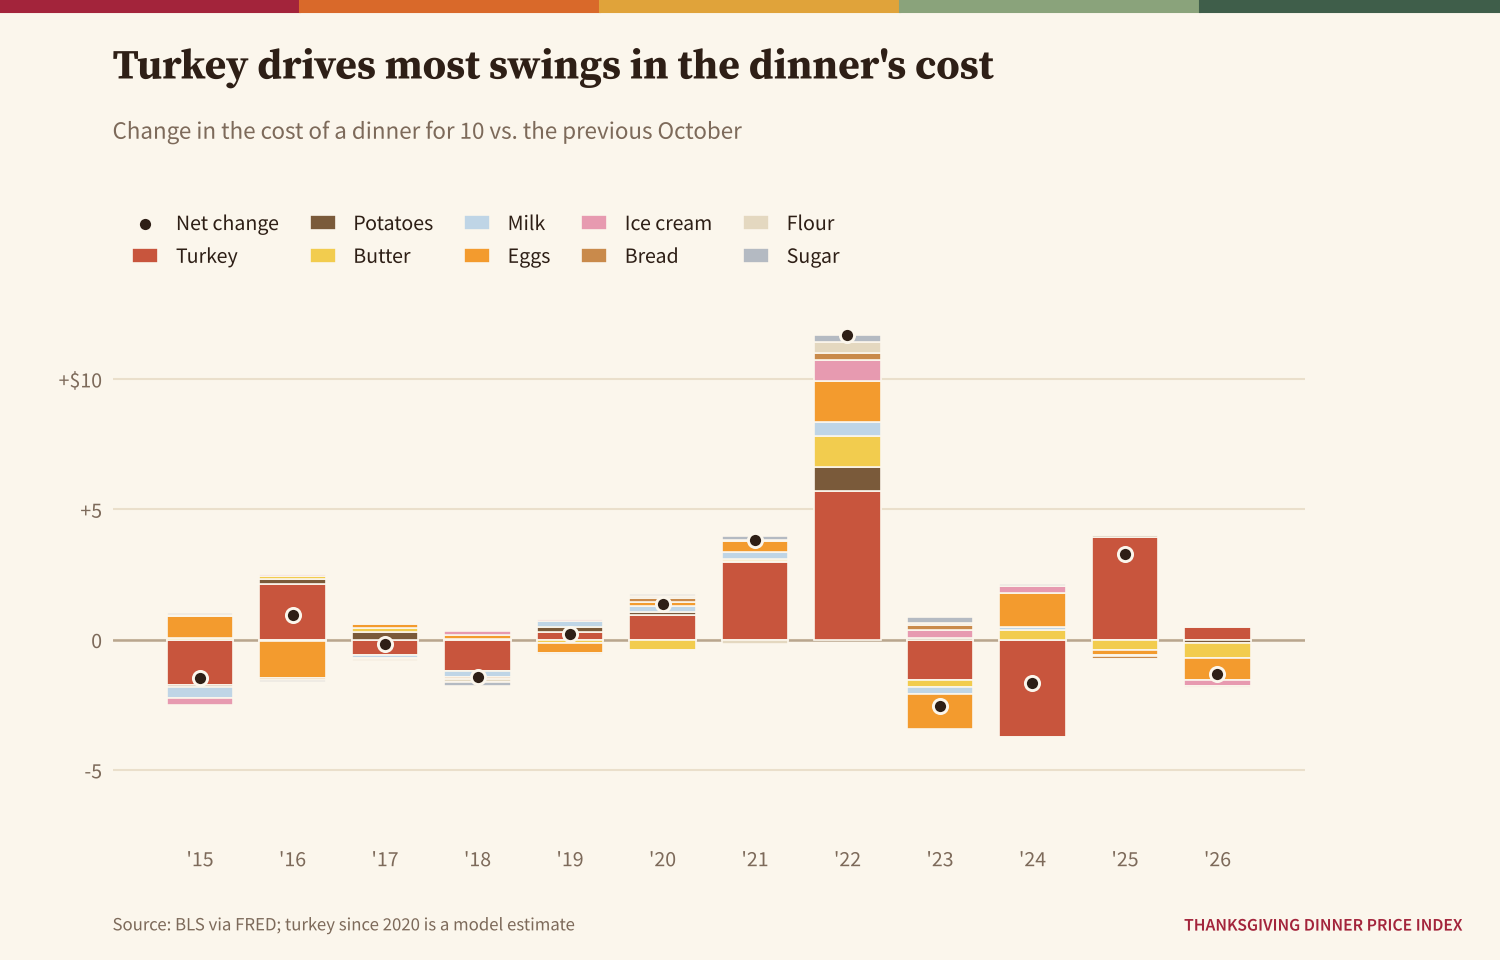 Turkey drives most swings in the dinner's cost
Change in the cost of a dinner for 10 vs. the previous October
Net change Potatoes Milk Ice cream Flour
Turkey Butter Eggs Bread Sugar
+$10
+5
0
-5
'15 '16 '17 '18 '19 '20 '21 '22 '23 '24 '25 '26
Source: BLS via FRED; turkey since 2020 is a model estimate
THANKSGIVING DINNER PRICE INDEX